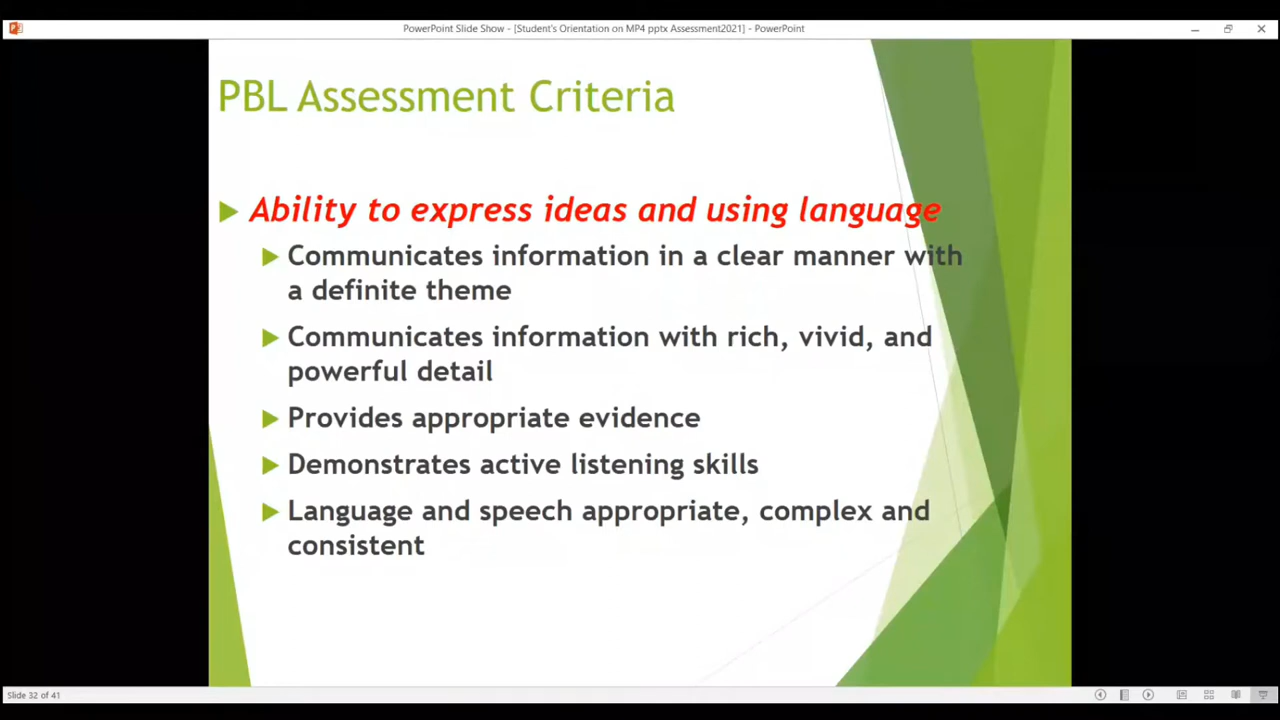 PowerPoint Slide Show - [Student's Orientation on MP4 pptx Assessment2021] - PowerPoint
PBL Assessment Criteria
Ability to express ideas and using language
Communicates information in a clear manner with
a definite theme
Communicates information with rich, vivid, and
powerful detail
Provides appropriate evidence
Demonstrates active listening skills
Language and speech appropriate, complex and
consistent
Slide 32 of 41